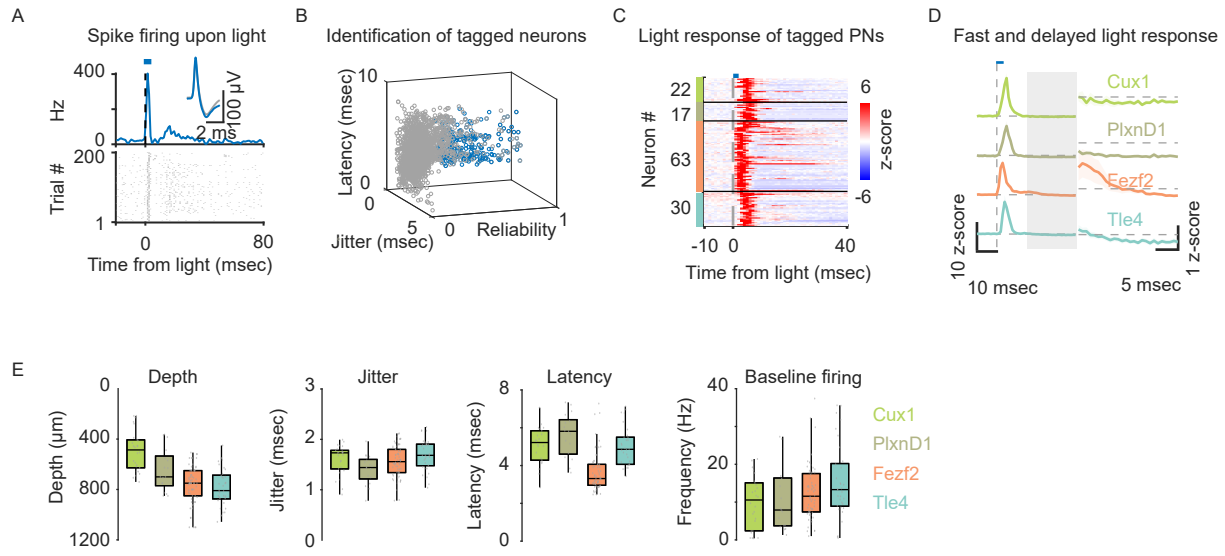 A
Spike firing upon light
400
Hz
0
100 µV
2 ms
200
Trial #
1
0
80
Time from light (msec)
B
Identification of tagged neurons
10
Latency (msec)
0
0
5
Jitter (msec)
0
Reliability
1
C
Light response of tagged PNs
22
17
63
30
Neuron #
-10
0
40
Time from light (msec)
6
z-score
-6
D
Fast and delayed light response
Cux1
PlxnD1
Fezf2
Tle4
10 z-score
10 msec
5 msec
1 z-score
E
Depth
0
400
800
1200
Depth (µm)
Jitter
3
2
1
0
Jitter (msec)
Latency
8
4
0
Latency (msec)
Baseline firing
40
20
0
Frequency (Hz)
Cux1
PlxnD1
Fezf2
Tle4